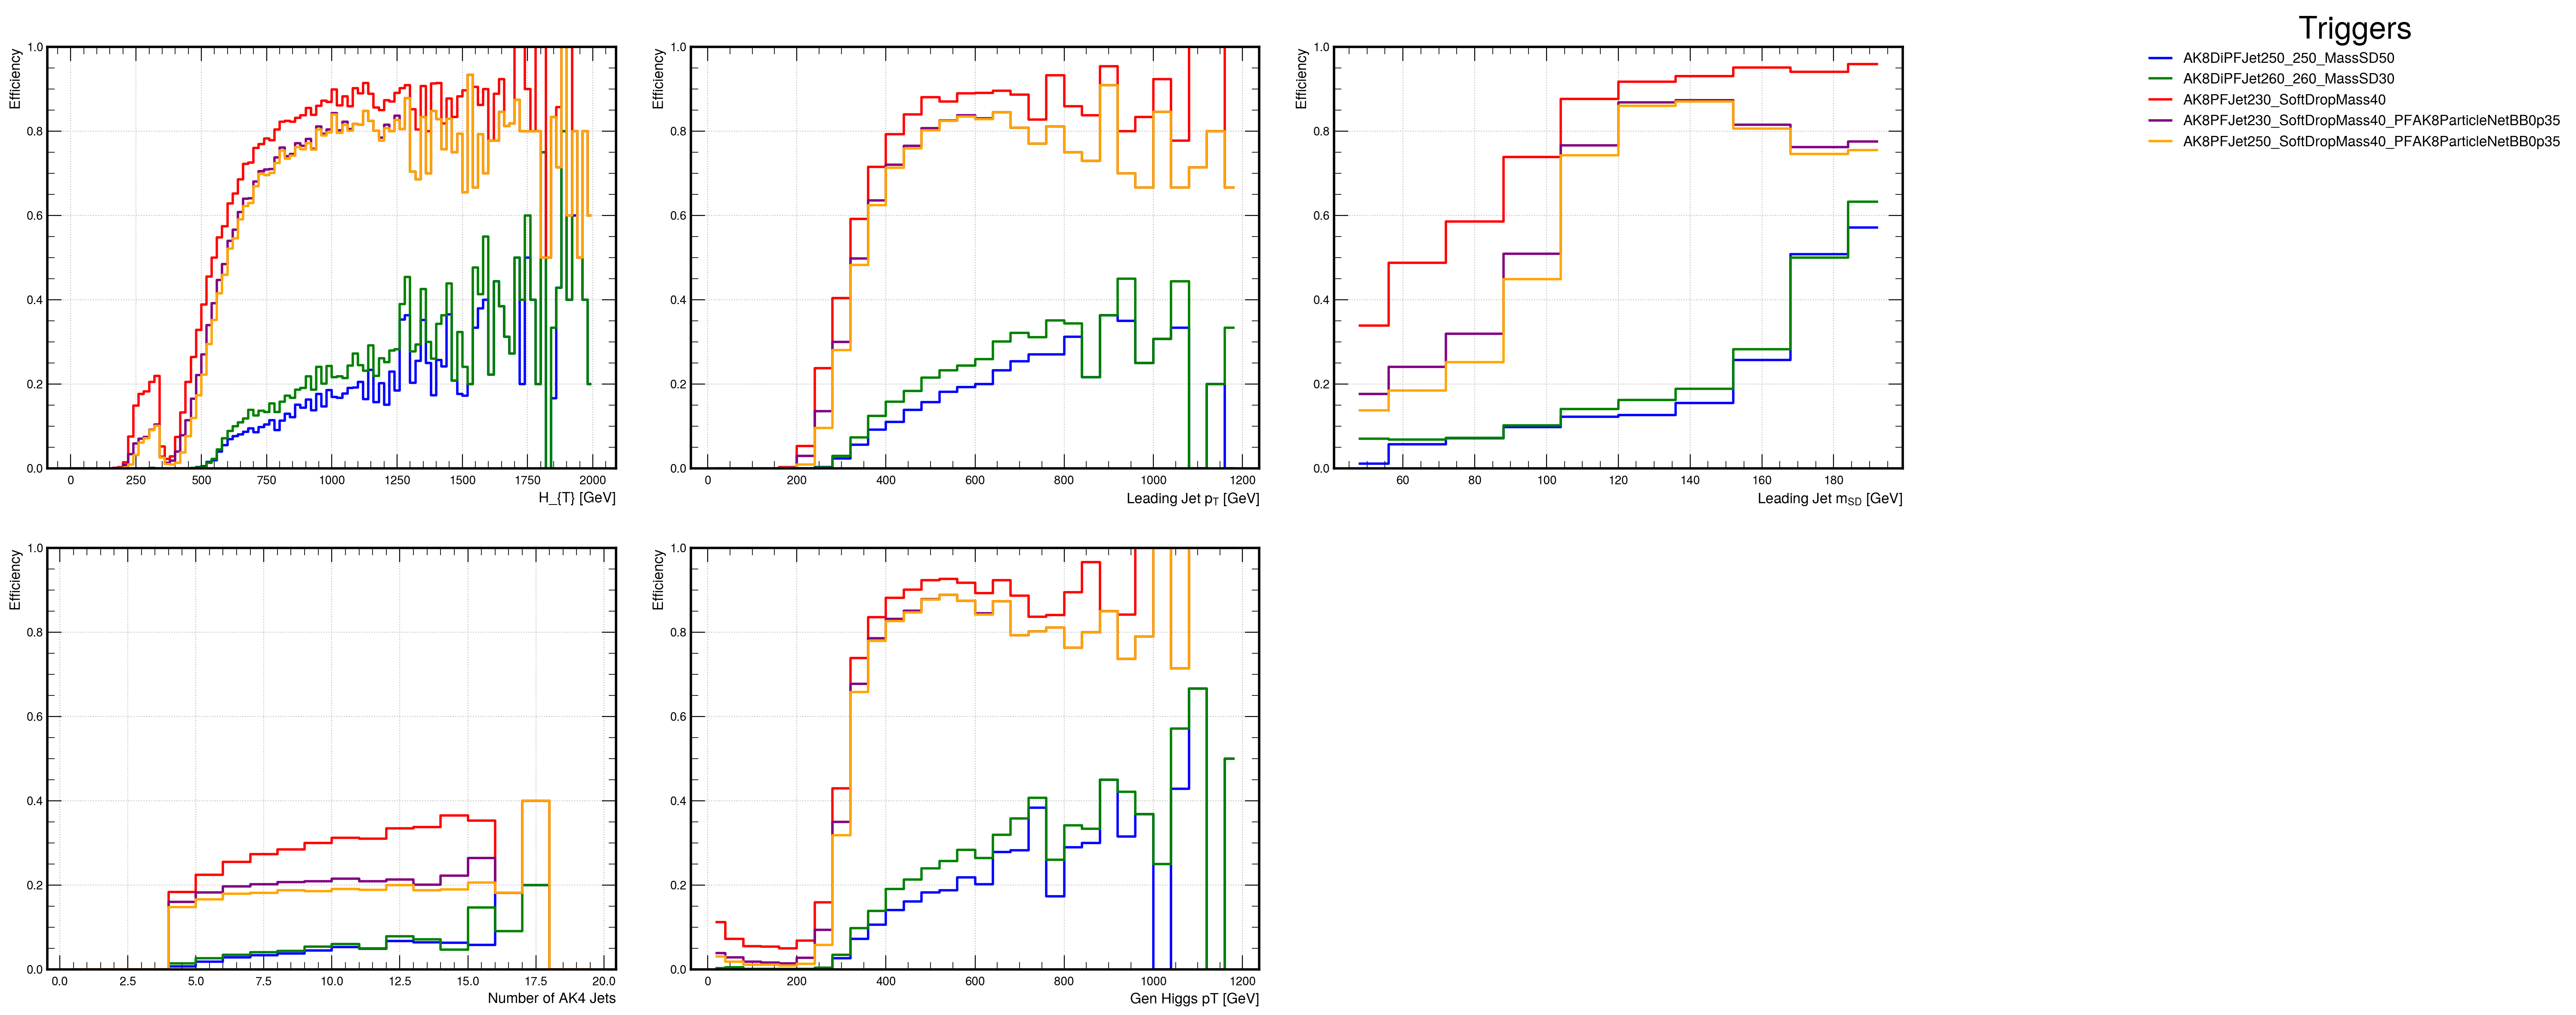 Triggers
AK8DiPFJet250_250_MassSD50
AK8DiPFJet260_260_MassSD30
AK8PFJet230_SoftDropMass40
AK8PFJet230_SoftDropMass40_PFAK8ParticleNetBB0p35
AK8PFJet250_SoftDropMass40_PFAK8ParticleNetBB0p35
Efficiency
1.0
0.8
0.6
0.4
0.2
0.0
0 250 500 750 1000 1250 1500 1750 2000
H_{T} [GeV]
Efficiency
1.0
0.8
0.6
0.4
0.2
0.0
0 200 400 600 800 1000 1200
Leading Jet pT [GeV]
Efficiency
1.0
0.8
0.6
0.4
0.2
0.0
60 80 100 120 140 160 180
Leading Jet mSD [GeV]
Efficiency
1.0
0.8
0.6
0.4
0.2
0.0
0.0 2.5 5.0 7.5 10.0 12.5 15.0 17.5 20.0
Number of AK4 Jets
Efficiency
1.0
0.8
0.6
0.4
0.2
0.0
0 200 400 600 800 1000 1200
Gen Higgs pT [GeV]